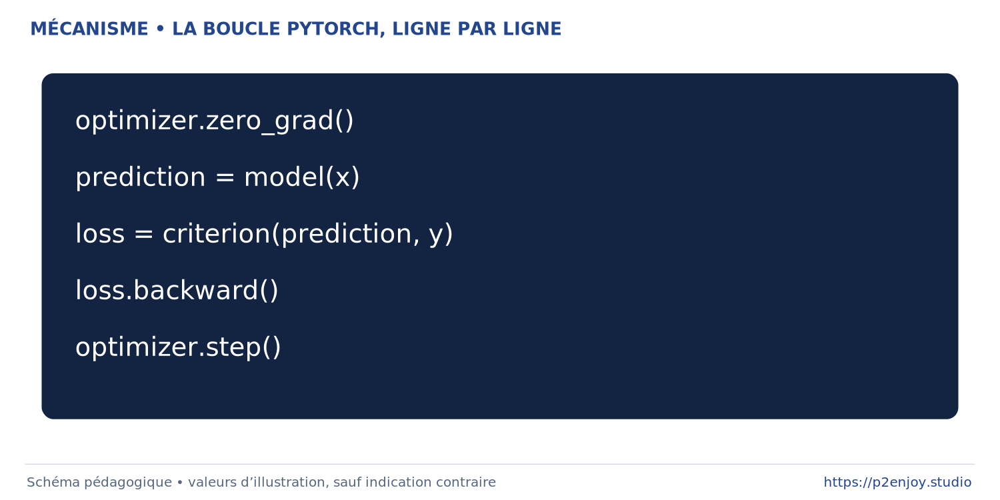 MÉCANISME • LA BOUCLE PYTORCH, LIGNE PAR LIGNE
optimizer.zero_grad()
prediction = model(x)
loss = criterion(prediction, y)
loss.backward()
optimizer.step()
Schéma pédagogique • valeurs d’illustration, sauf indication contraire
https://p2enjoy.studio